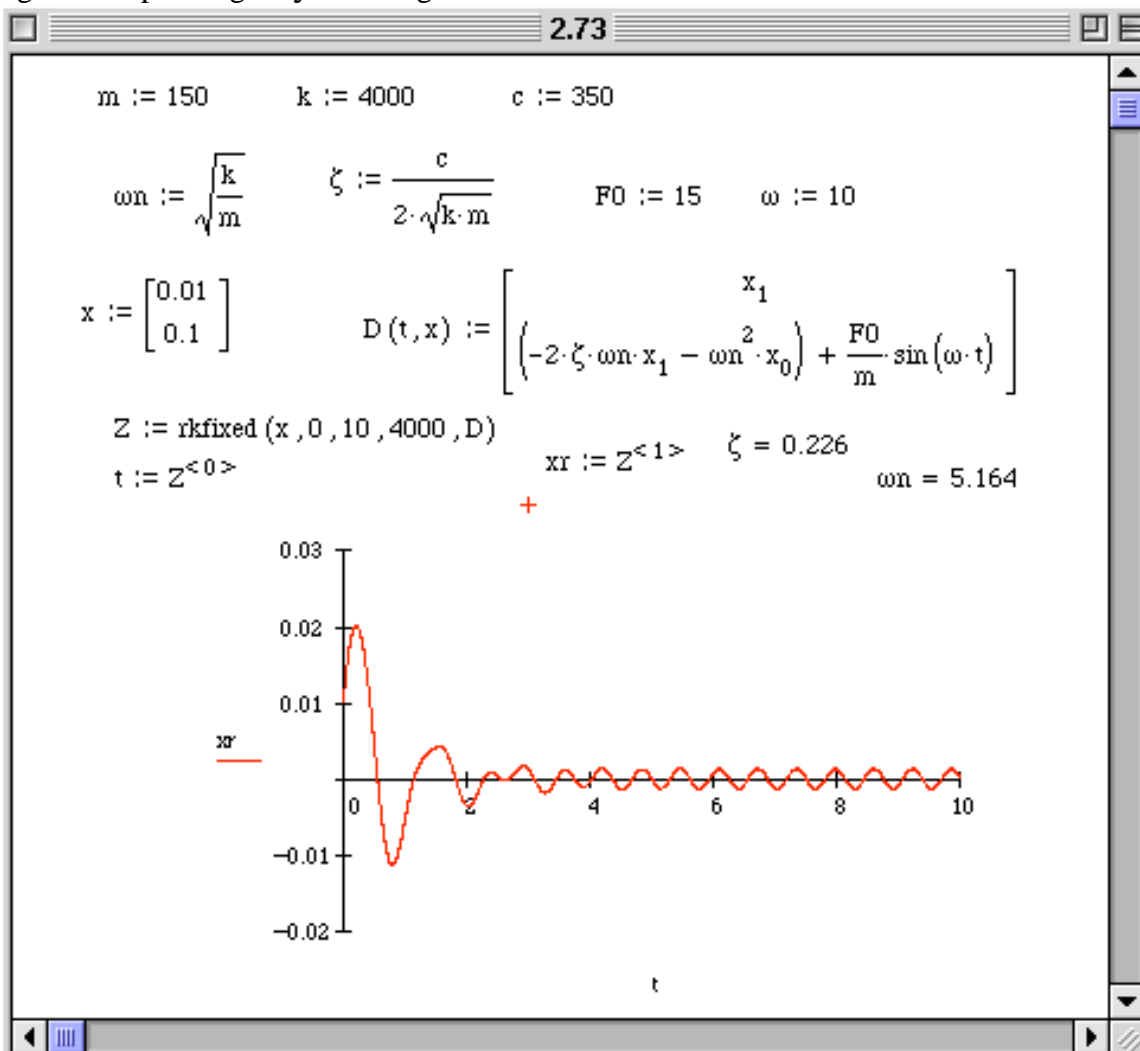 2.73
m := 150 k := 4000 c := 350
ωn := √(k/m) ζ := c/(2·√(k·m)) F0 := 15 ω := 10
x := [0.01 0.1] D(t,x) := [x₁ (-2·ζ·ωn·x₁ - ωn²·x₀) + F0/m·sin(ω·t)]
Z := rkfixed(x,0,10,4000,D)
t := Z^<0> xr := Z^<1> ζ = 0.226 ωn = 5.164
0.03
0.02
0.01
xr
0 2 4 6 8 10
-0.01
-0.02
t